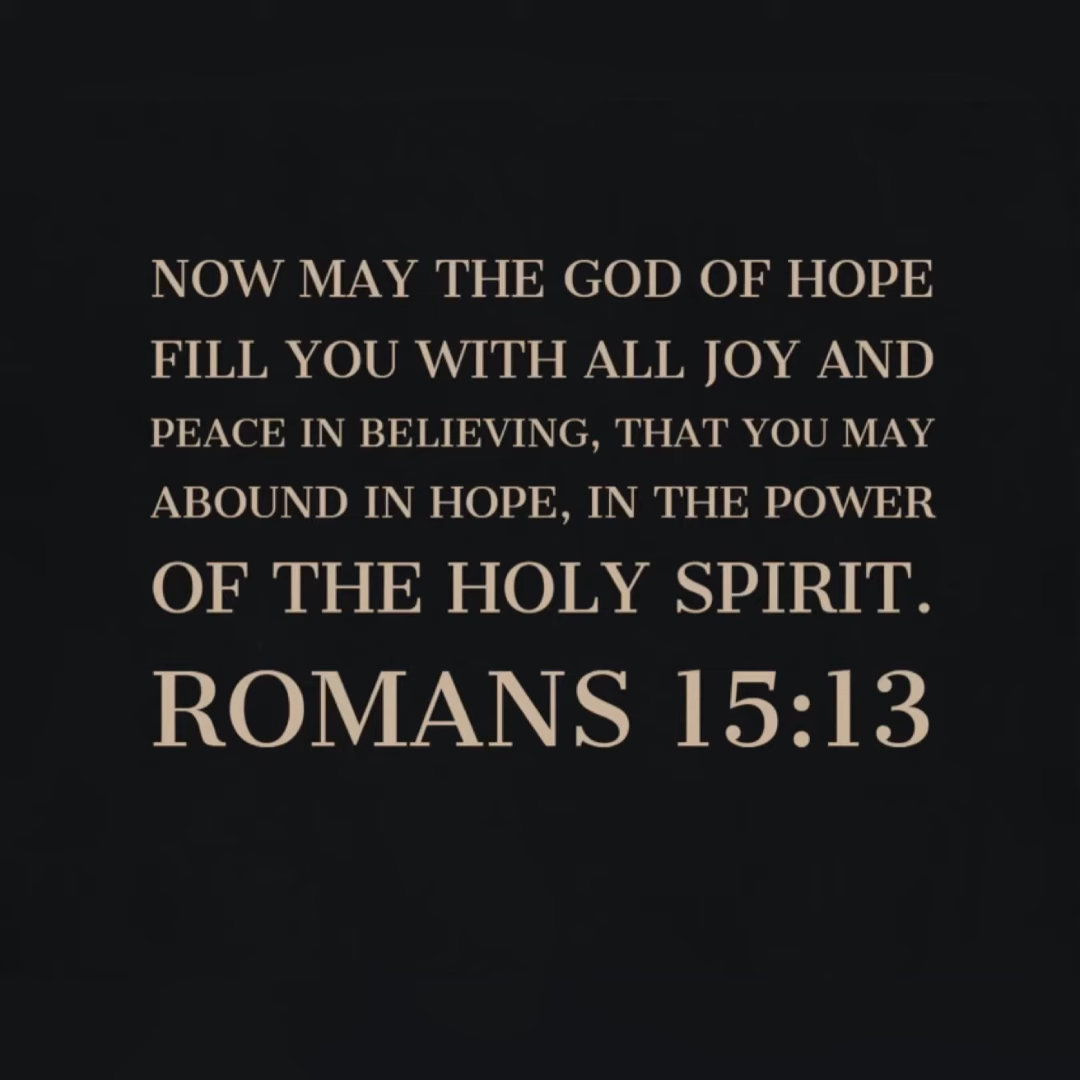 NOW MAY THE GOD OF HOPE
FILL YOU WITH ALL JOY AND
PEACE IN BELIEVING, THAT YOU MAY
ABOUND IN HOPE, IN THE POWER
OF THE HOLY SPIRIT.
ROMANS 15:13